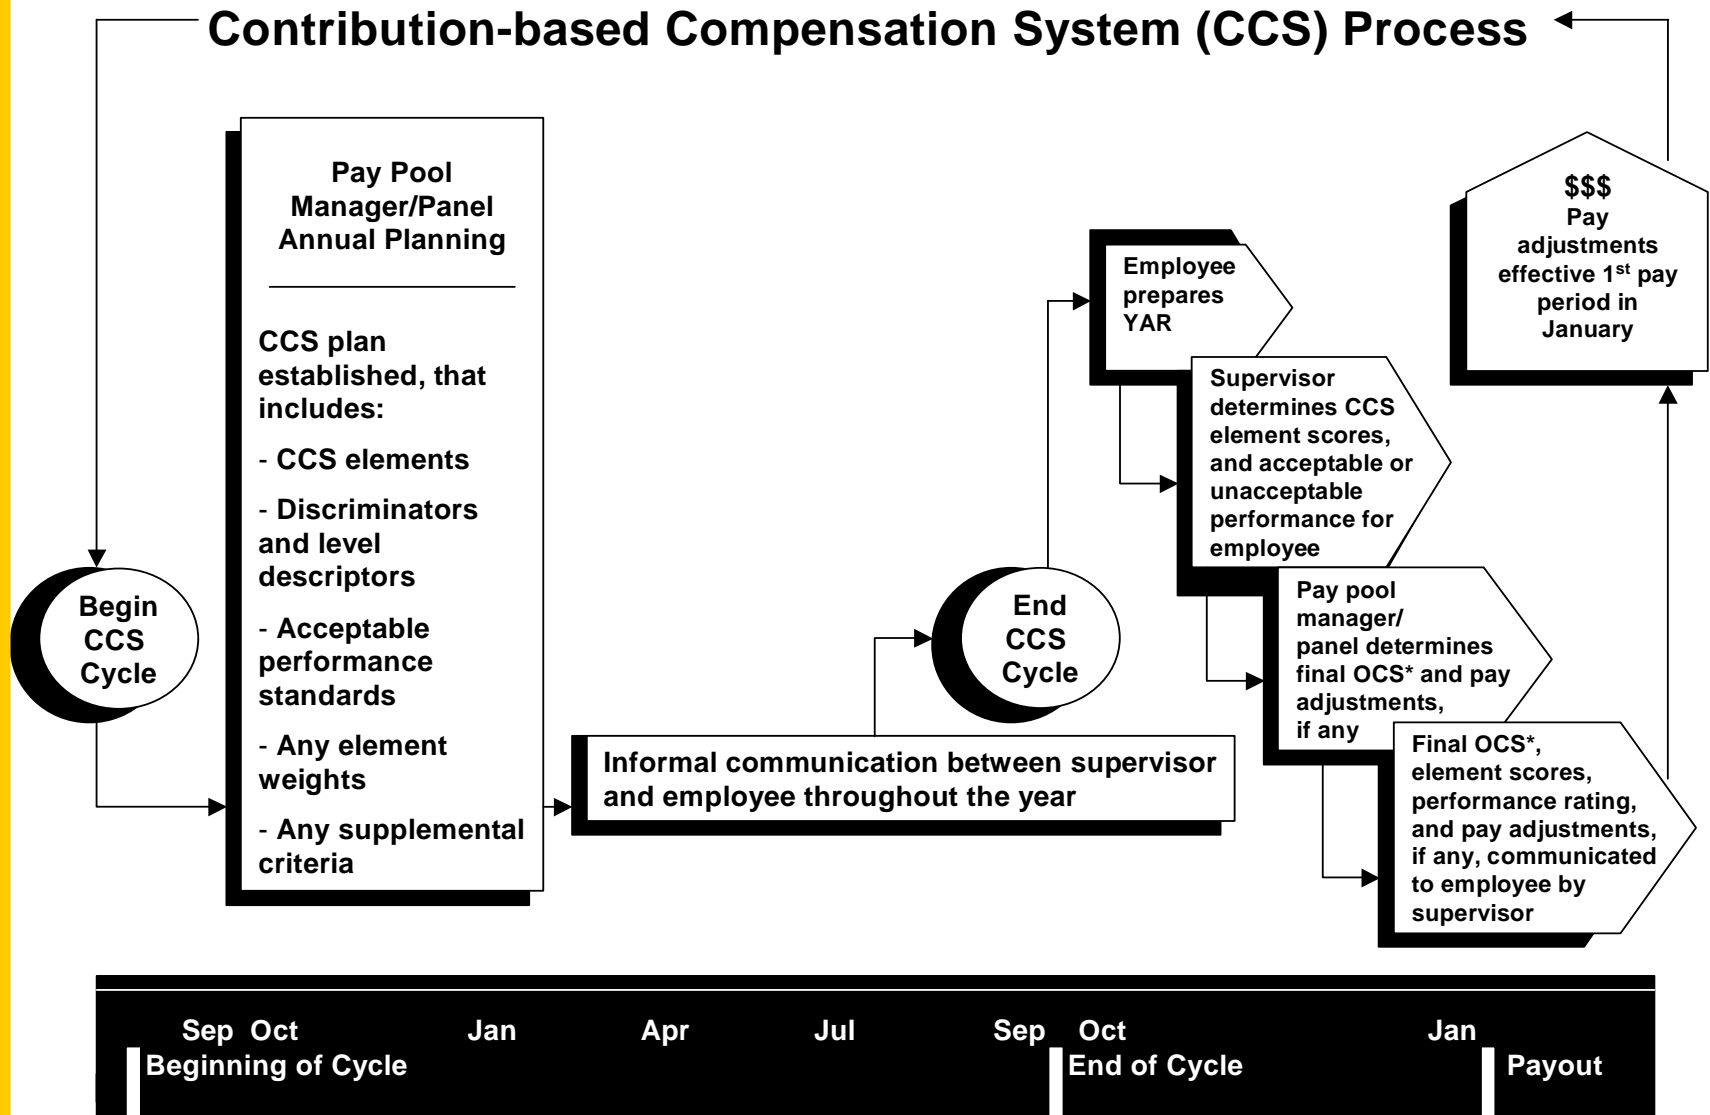 Contribution-based Compensation System (CCS) Process
Pay Pool
Manager/Panel
Annual Planning
CCS plan
established, that
includes:
- CCS elements
- Discriminators
and level
descriptors
- Acceptable
performance
standards
- Any element
weights
- Any supplemental
criteria
Begin
CCS
Cycle
Informal communication between supervisor
and employee throughout the year
End
CCS
Cycle
Employee
prepares
YAR
Supervisor
determines CCS
element scores,
and acceptable or
unacceptable
performance for
employee
Pay pool
manager/
panel determines
final OCS* and pay
adjustments,
if any
Final OCS*,
element scores,
performance rating,
and pay adjustments,
if any, communicated
to employee by
supervisor
$$$
Pay
adjustments
effective 1st pay
period in
January
Sep Oct Jan Apr Jul Sep Oct Jan
Beginning of Cycle End of Cycle Payout